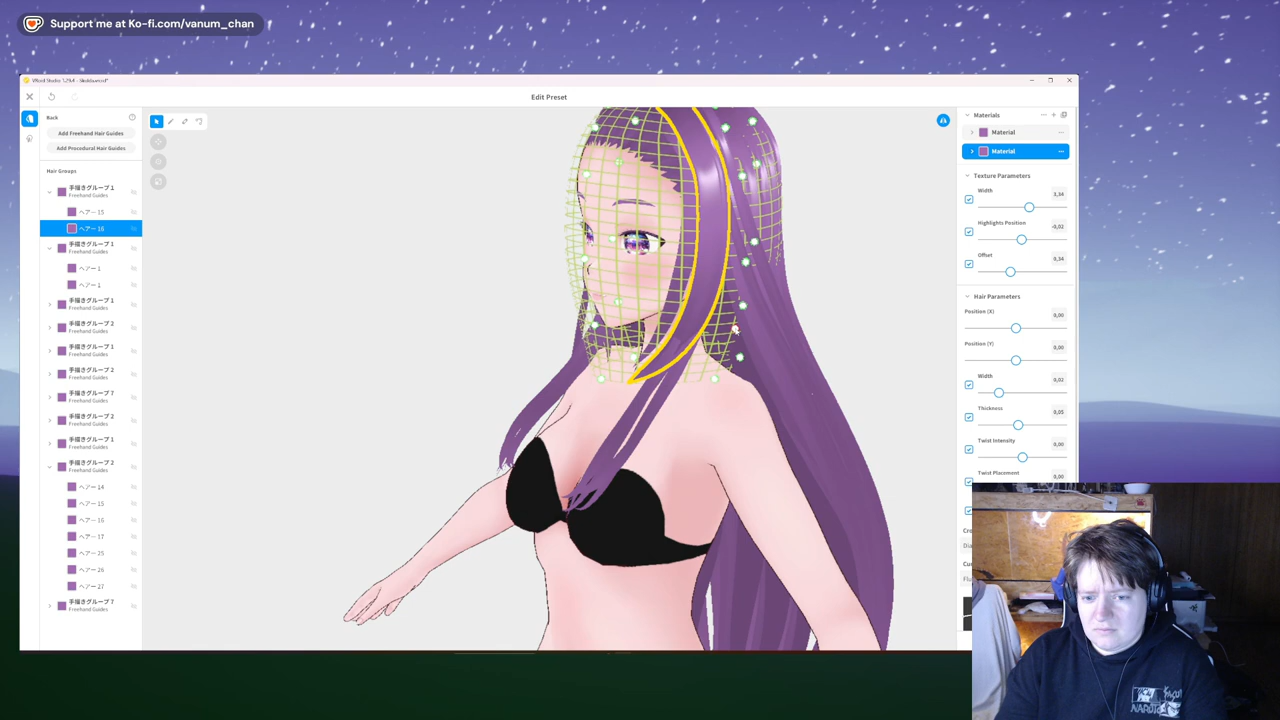 Support me at Ko-fi.com/vanum_chan
Edit Preset
Back
Add Freehand Hair Guides
Add Procedural Hair Guides
Hair Groups
手描きグループ 1
Freehand Guides
ヘアー 15
ヘアー 16
手描きグループ 1
Freehand Guides
ヘアー 1
ヘアー 1
手描きグループ 1
Freehand Guides
手描きグループ 2
Freehand Guides
手描きグループ 1
Freehand Guides
手描きグループ 2
Freehand Guides
手描きグループ 7
Freehand Guides
手描きグループ 2
Freehand Guides
手描きグループ 1
Freehand Guides
手描きグループ 2
Freehand Guides
ヘアー 14
ヘアー 15
ヘアー 16
ヘアー 17
ヘアー 25
ヘアー 26
ヘアー 27
手描きグループ 7
Freehand Guides
Materials
Material
Material
Texture Parameters
Width
1,34
Highlights Position
-0,02
Offset
0,34
Hair Parameters
Position (X)
0,00
Position (Y)
0,00
Width
0,02
Thickness
0,05
Twist Intensity
0,00
Twist Placement
0,00